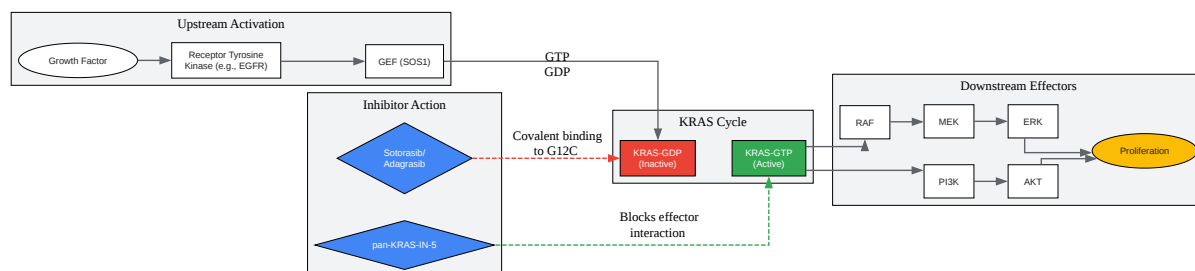 Upstream Activation
Growth Factor
Receptor Tyrosine
Kinase (e.g., EGFR)
GEF (SOS1)
GTP
GDP
Inhibitor Action
Sotorasib/
Adagrasib
Covalent binding
to G12C
pan-KRAS-IN-5
Blocks effector
interaction
KRAS Cycle
KRAS-GDP
(Inactive)
KRAS-GTP
(Active)
Downstream Effectors
RAF
MEK
ERK
PI3K
AKT
Proliferation